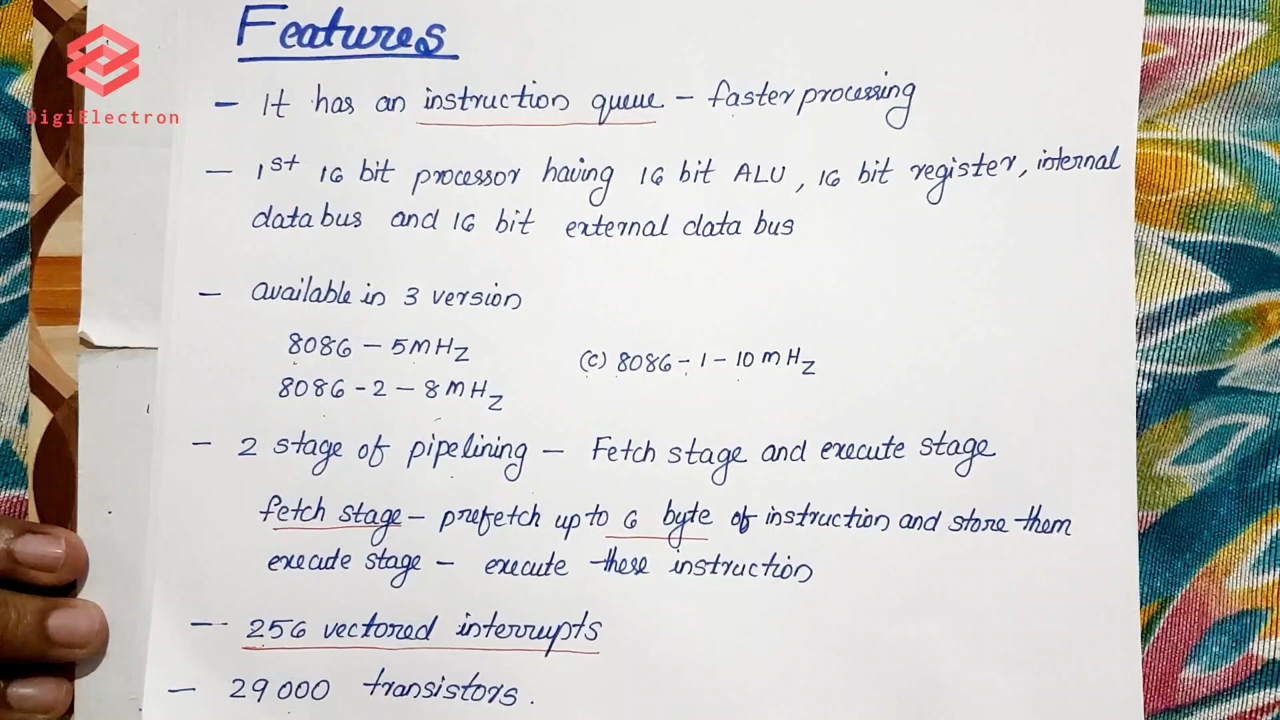 Features
DigiElectron
- It has an instruction queue - faster processing
- 1st 16 bit processor having 16 bit ALU, 16 bit register, internal
data bus and 16 bit external data bus
- available in 3 version
8086 - 5MHz
(C) 8086 - 1 - 10 MHz
8086 - 2 - 8MHz
- 2 stage of pipelining - Fetch stage and execute stage
fetch stage - prefetch up to 6 byte of instruction and store them
execute stage - execute these instruction
- 256 vectored interrupts
- 29000 transistors.